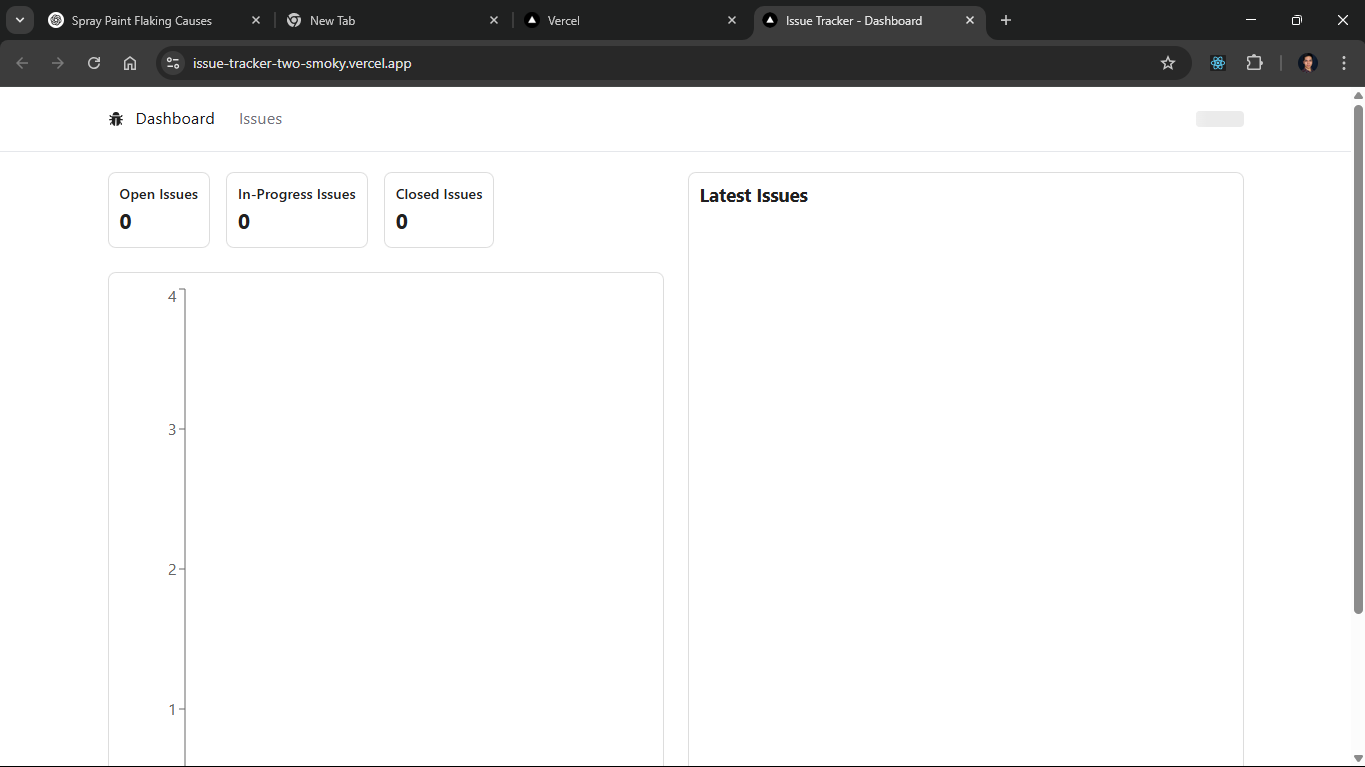 Spray Paint Flaking Causes
New Tab
Vercel
Issue Tracker - Dashboard
issue-tracker-two-smoky.vercel.app
Dashboard
Issues
Open Issues
0
In-Progress Issues
0
Closed Issues
0
4
3
2
1
Latest Issues